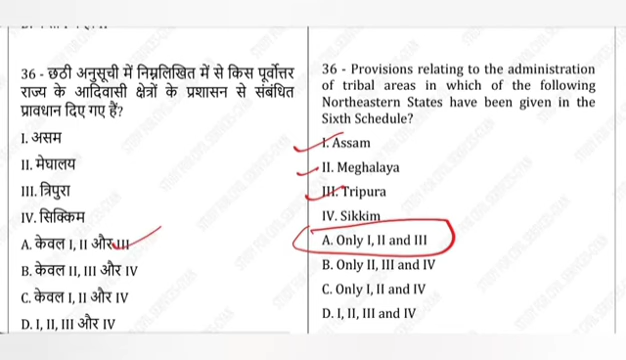 36 - छठी अनुसूची में निम्नलिखित में से किस पूर्वोत्तर
राज्य के आदिवासी क्षेत्रों के प्रशासन से संबंधित
प्रावधान दिए गए हैं?
I. असम
II. मेघालय
III. त्रिपुरा
IV. सिक्किम
A. केवल I, II और III
B. केवल II, III और IV
C. केवल I, II और IV
D. I, II, III और IV
36 - Provisions relating to the administration
of tribal areas in which of the following
Northeastern States have been given in the
Sixth Schedule?
I. Assam
II. Meghalaya
III. Tripura
IV. Sikkim
A. Only I, II and III
B. Only II, III and IV
C. Only I, II and IV
D. I, II, III and IV